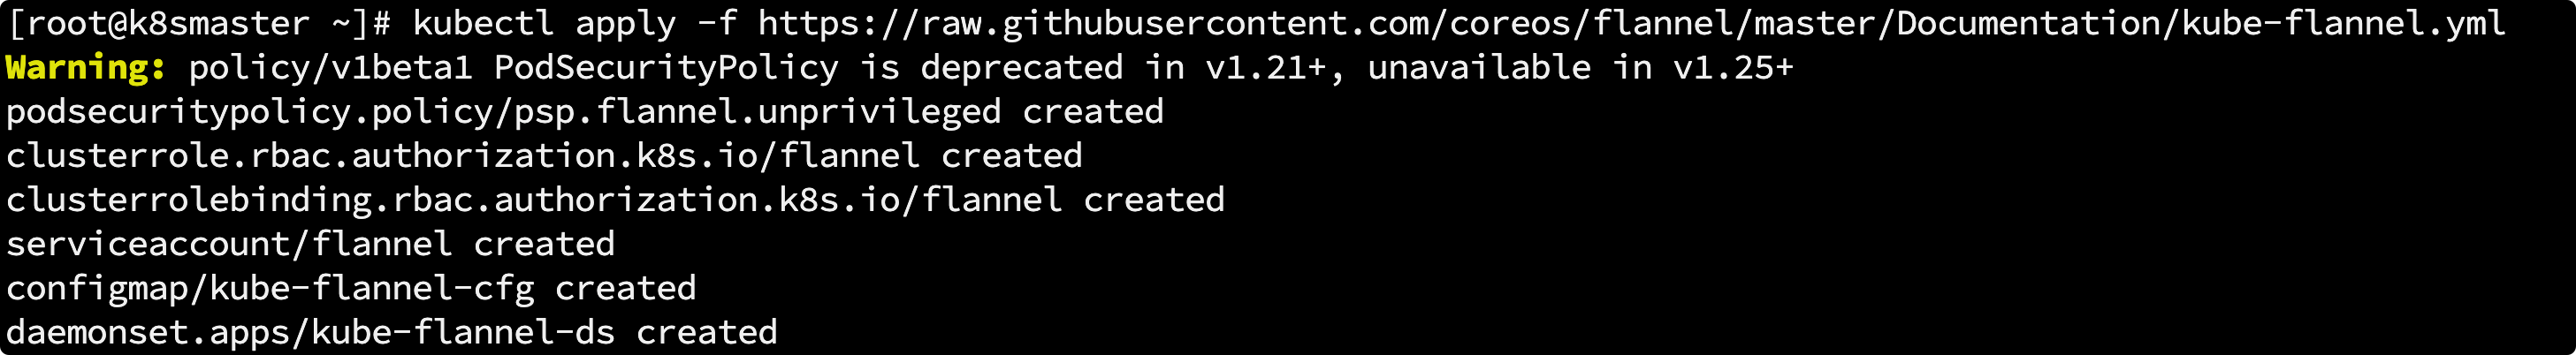 [root@k8smaster ~]# kubectl apply -f https://raw.githubusercontent.com/coreos/flannel/master/Documentation/kube-flannel.yml
Warning: policy/v1beta1 PodSecurityPolicy is deprecated in v1.21+, unavailable in v1.25+
podsecuritypolicy.policy/psp.flannel.unprivileged created
clusterrole.rbac.authorization.k8s.io/flannel created
clusterrolebinding.rbac.authorization.k8s.io/flannel created
serviceaccount/flannel created
configmap/kube-flannel-cfg created
daemonset.apps/kube-flannel-ds created